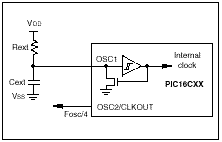 VDD
Rext
OSC1
Internal
clock
Cext
PIC16CXX
VSS
OSC2/CLKOUT
Fosc/4